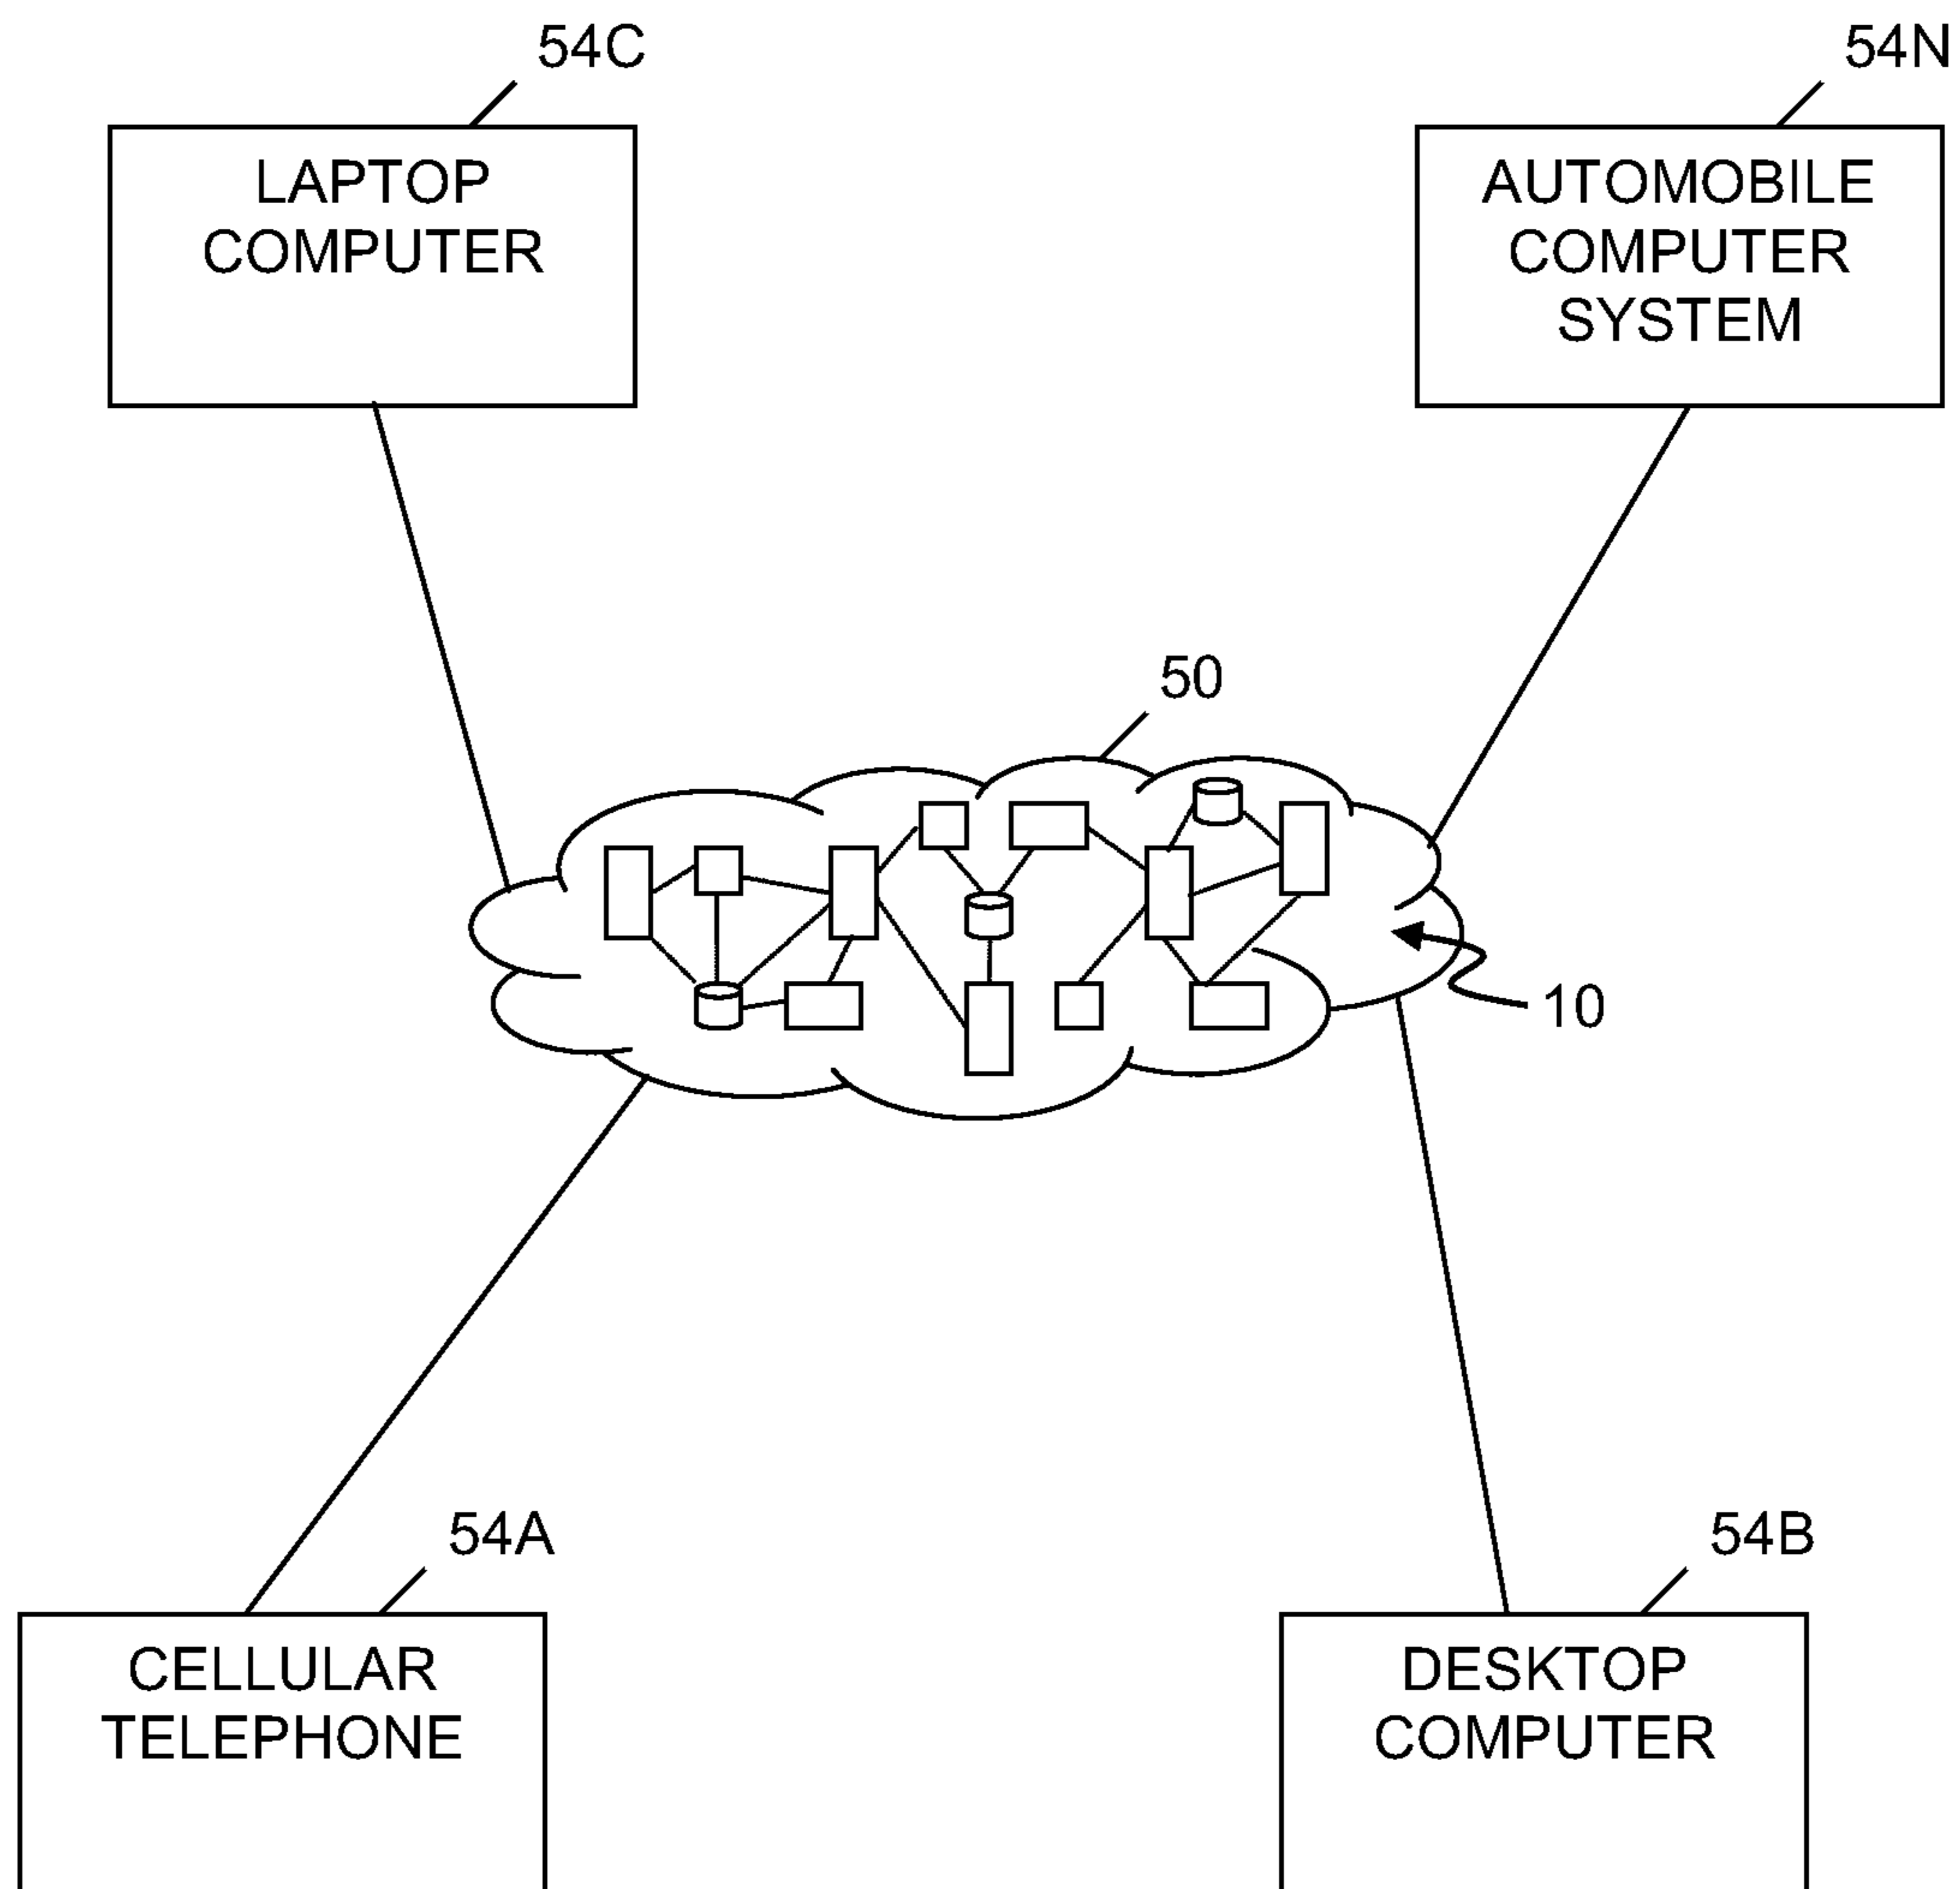 54C
54N
LAPTOP
COMPUTER
AUTOMOBILE
COMPUTER
SYSTEM
50
10
54A
54B
CELLULAR
TELEPHONE
DESKTOP
COMPUTER